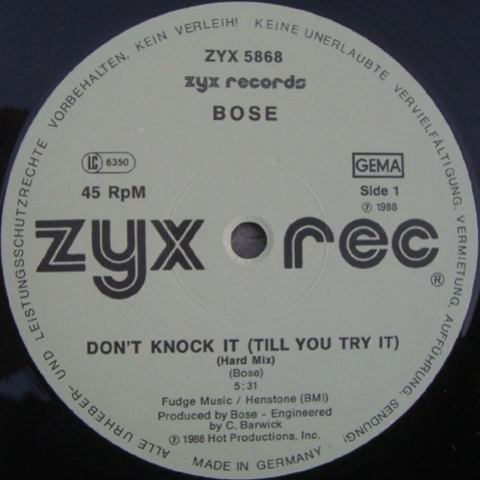 ALLE URHEBER- UND LEISTUNGSSCHUTZRECHTE VORBEHALTEN, KEIN VERLEIH! KEINE UNERLAUBTE VERVIELFÄLTIGUNG, VERMIETUNG, AUFFÜHRUNG, SENDUNG!
ZYX 5868
zyx records
BOSE
LC 6350
GEMA
45 RpM
Side 1
℗ 1988
zyx rec ®
DON'T KNOCK IT (TILL YOU TRY IT)
(Hard Mix)
(Bose)
5:31
Fudge Music / Henstone (BMI)
Produced by Bose - Engineered
by C. Barwick
℗ 1988 Hot Productions, Inc.
- MADE IN GERMANY -